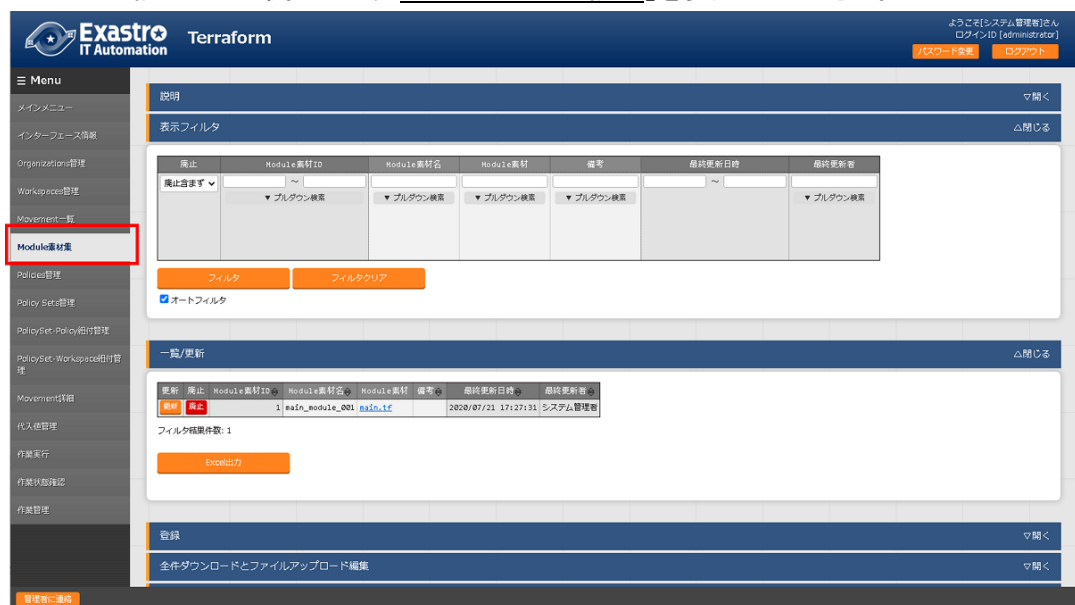 Exastro
IT Automation
Terraform
ようこそ[システム管理者]さん
ログインID [administrator]
パスワード変更
ログアウト
Menu
メインメニュー
インターフェース情報
Organizations管理
Workspaces管理
Movement一覧
Module素材集
Policies管理
Policy Sets管理
PolicySet-Policy紐付管理
PolicySet-Workspace紐付管
理
Movement詳細
代入値管理
作業実行
作業状態確認
作業管理
説明
▽開く
表示フィルタ
△閉じる
廃止 Module素材ID Module素材名 Module素材 備考 最終更新日時 最終更新者
廃止含まず ～ ～
▼ プルダウン検索 ▼ プルダウン検索 ▼ プルダウン検索 ▼ プルダウン検索 ▼ プルダウン検索
フィルタ
フィルタクリア
オートフィルタ
一覧/更新
△閉じる
更新 廃止 Module素材ID Module素材名 Module素材 備考 最終更新日時 最終更新者
更新 廃止 1 main_module_001 main.tf 2020/07/21 17:27:31 システム管理者
フィルタ結果件数: 1
Excel出力
登録
▽開く
全件ダウンロードとファイルアップロード編集
▽開く
管理者に連絡